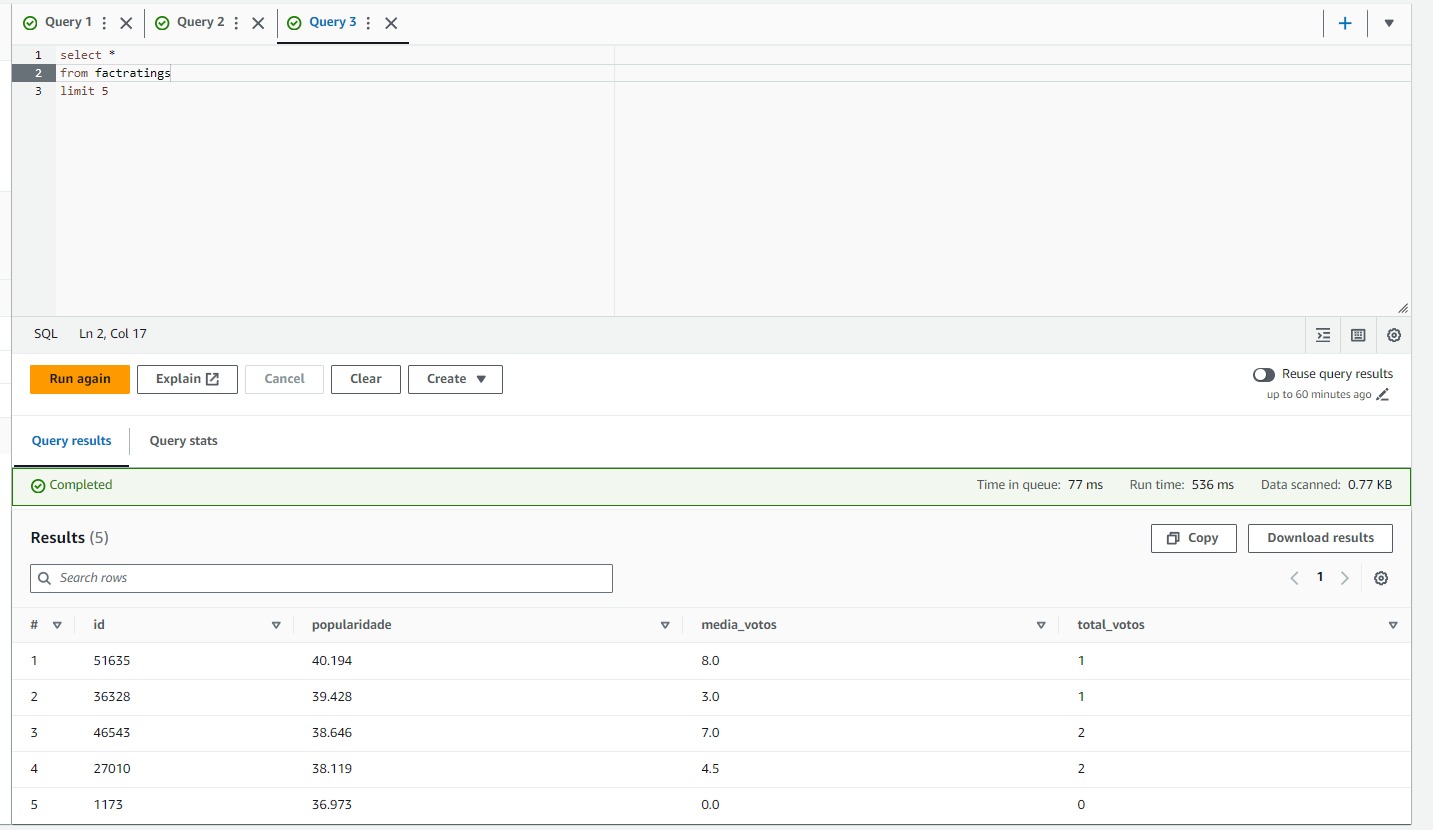 Query 1 Query 2 Query 3
1 select *
2 from factratings
3 limit 5
SQL Ln 2, Col 17
Run again Explain Cancel Clear Create Reuse query results
up to 60 minutes ago
Query results Query stats
Completed Time in queue: 77 ms Run time: 536 ms Data scanned: 0.77 KB
Results (5) Copy Download results
Search rows 1
# id popularidade media_votos total_votos
1 51635 40.194 8.0 1
2 36328 39.428 3.0 1
3 46543 38.646 7.0 2
4 27010 38.119 4.5 2
5 1173 36.973 0.0 0